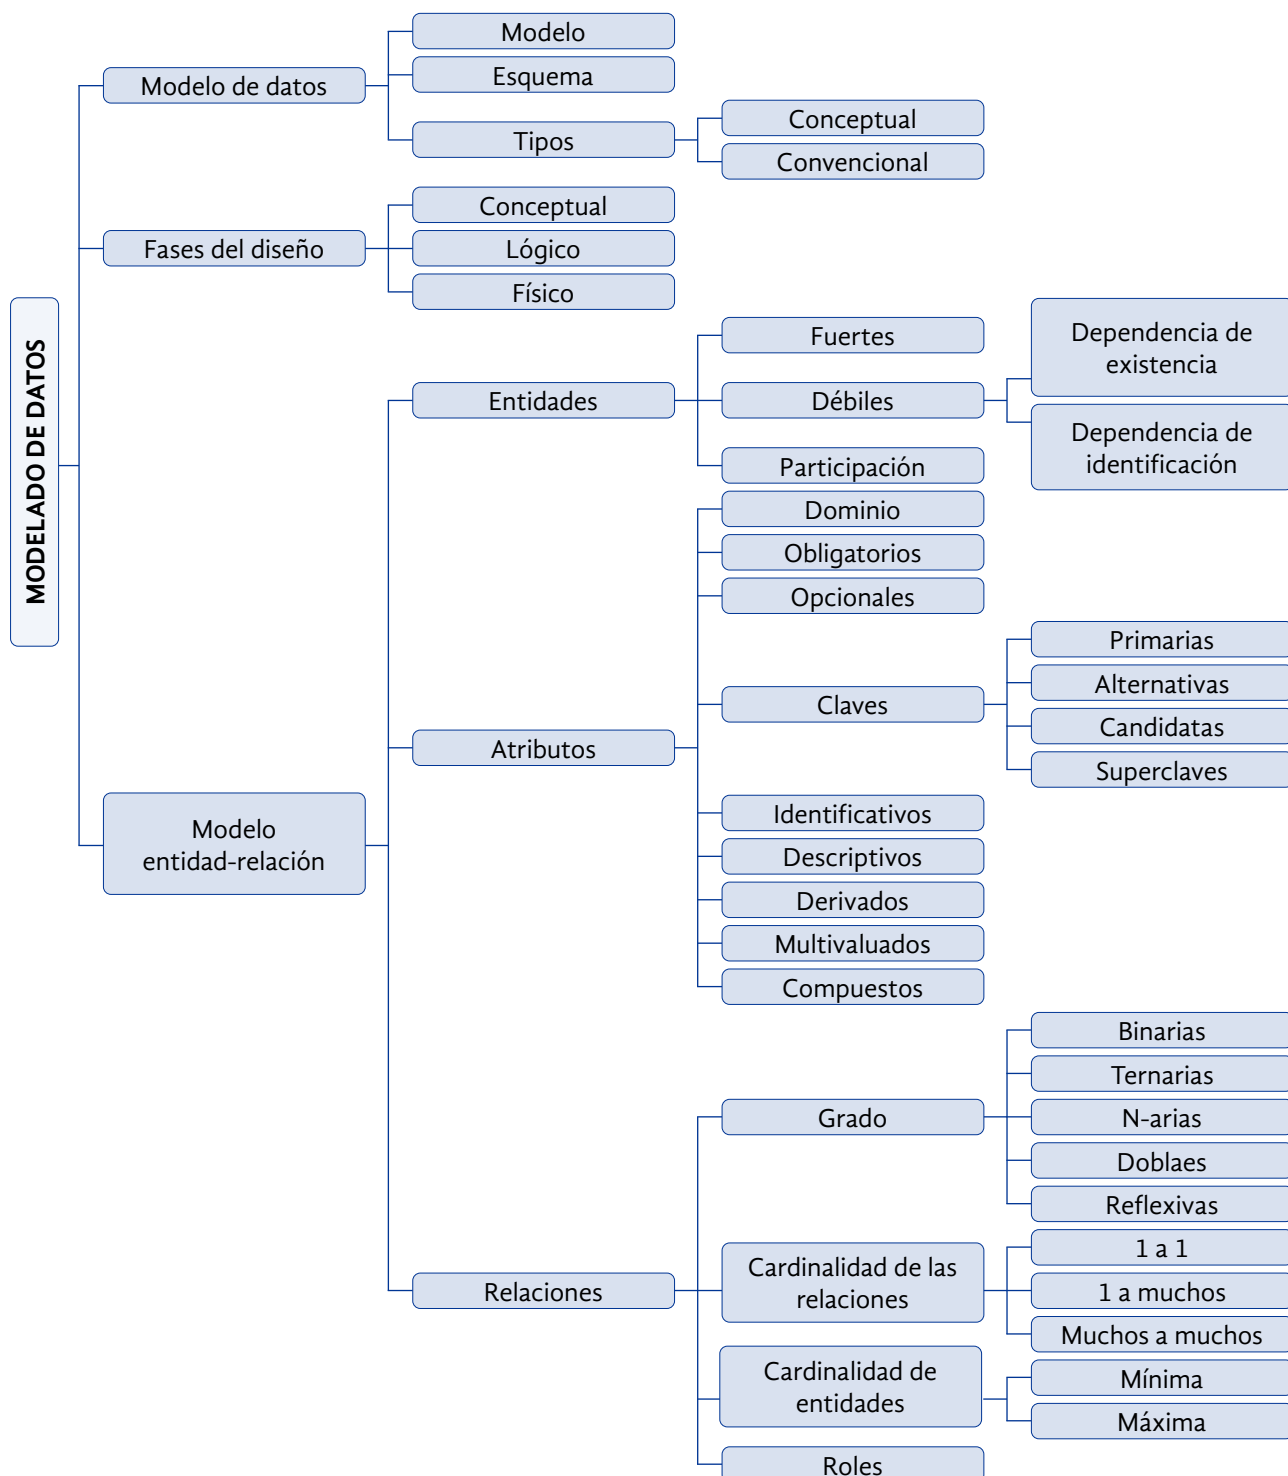 MODELADO DE DATOS
Modelo de datos
Modelo
Esquema
Tipos
Conceptual
Convencional
Fases del diseño
Conceptual
Lógico
Físico
Modelo
entidad-relación
Entidades
Fuertes
Débiles
Dependencia de
existencia
Dependencia de
identificación
Participación
Atributos
Dominio
Obligatorios
Opcionales
Claves
Primarias
Alternativas
Candidatas
Superclaves
Identificativos
Descriptivos
Derivados
Multivaluados
Compuestos
Relaciones
Grado
Binarias
Ternarias
N-arias
Doblaes
Reflexivas
Cardinalidad de las
relaciones
1 a 1
1 a muchos
Muchos a muchos
Cardinalidad de
entidades
Mínima
Máxima
Roles